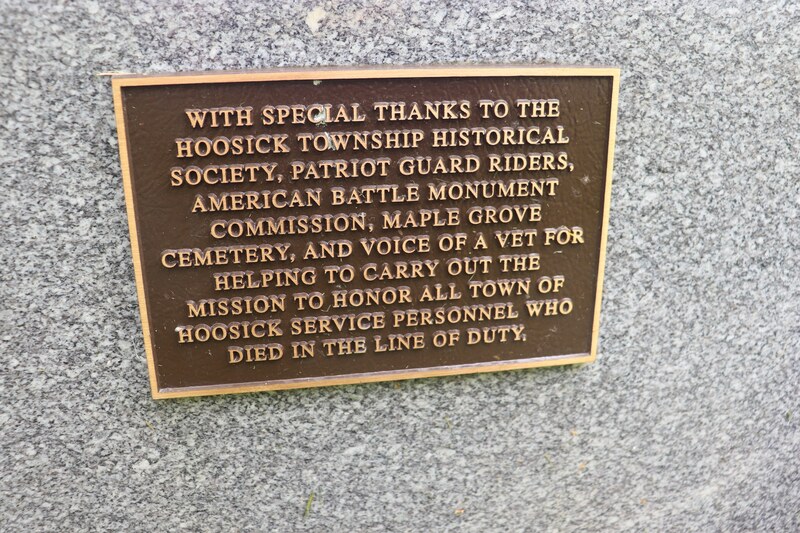 WITH SPECIAL THANKS TO THE
HOOSICK TOWNSHIP HISTORICAL
SOCIETY, PATRIOT GUARD RIDERS,
AMERICAN BATTLE MONUMENT
COMMISSION, MAPLE GROVE
CEMETERY, AND VOICE OF A VET FOR
HELPING TO CARRY OUT THE
MISSION TO HONOR ALL TOWN OF
HOOSICK SERVICE PERSONNEL WHO
DIED IN THE LINE OF DUTY.